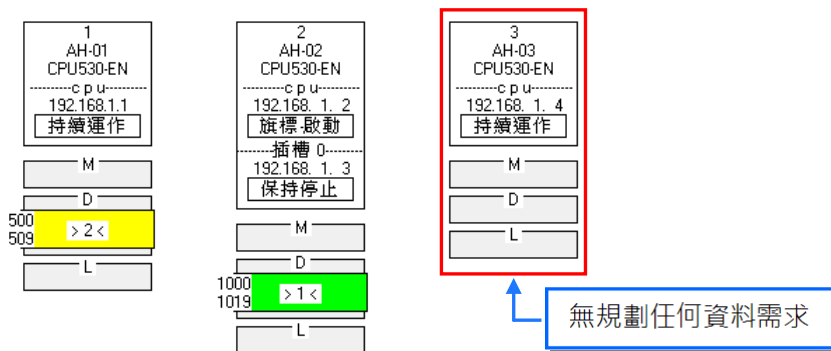 1
AH-01
CPU530-EN
--------cpu--------
192.168.1.1
持續運作
M
D
500
509
> 2 <
L
2
AH-02
CPU530-EN
--------cpu--------
192.168. 1. 2
旗標-啟動
-------插槽 0-------
192.168. 1. 3
保持停止
M
D
1000
1019
> 1 <
L
3
AH-03
CPU530-EN
--------cpu--------
192.168. 1. 4
持續運作
M
D
L
無規劃任何資料需求